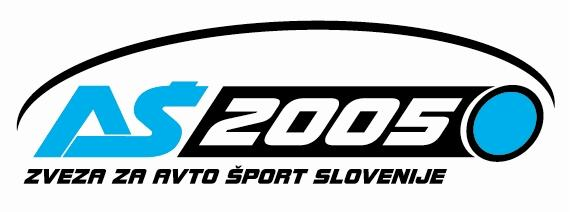 AŠ 2005
ZVEZA ZA AVTO ŠPORT SLOVENIJE